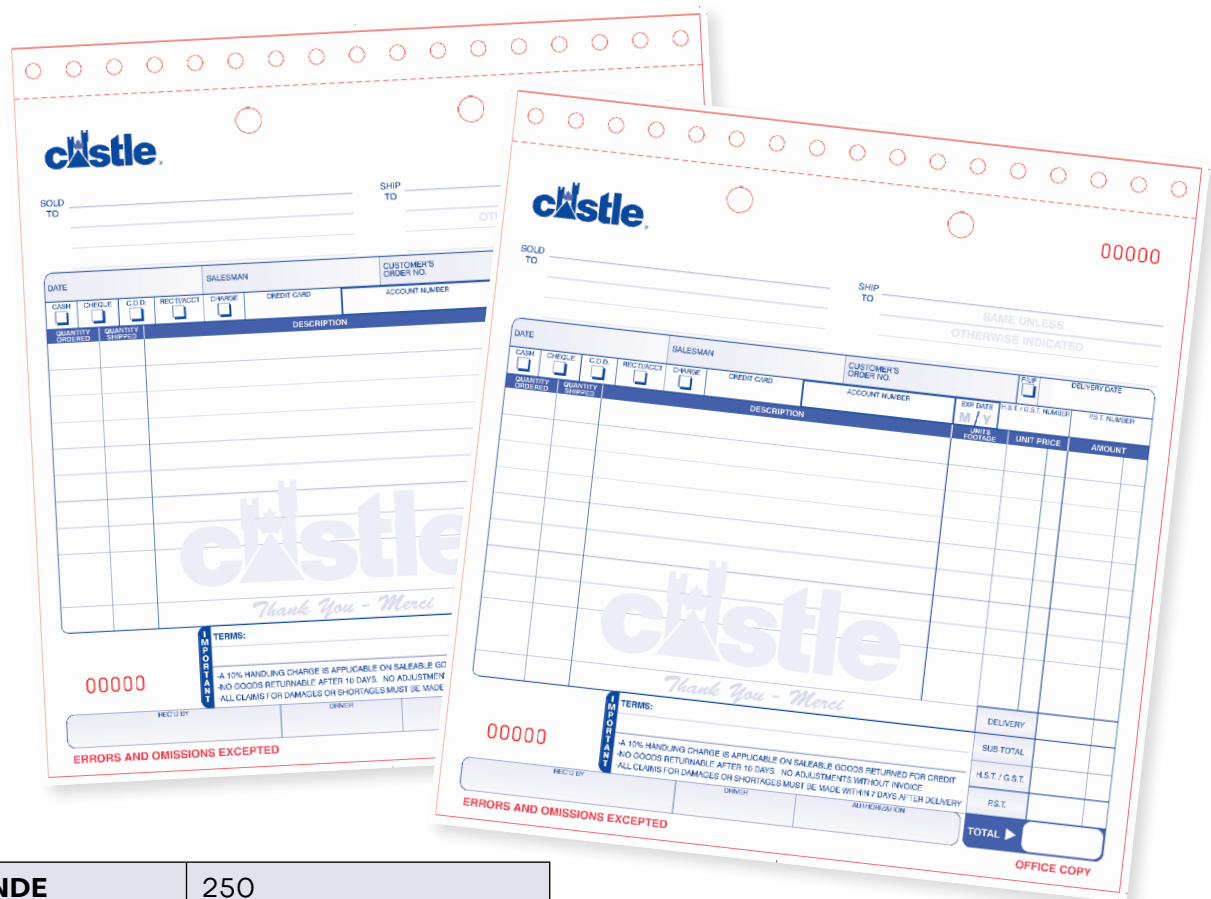 castle
SOLD
TO
SHIP
TO
DATE
SALESMAN
CUSTOMER'S
ORDER NO.
CASH
CHEQUE
C.O.D.
REC'D/ACCT
CHARGE
CREDIT CARD
ACCOUNT NUMBER
QUANTITY
ORDERED
QUANTITY
SHIPPED
DESCRIPTION
castle
Thank You - Merci
IMPORTANT
TERMS:
-A 10% HANDLING CHARGE IS APPLICABLE ON SALEABLE
-NO GOODS RETURNABLE AFTER 10 DAYS. NO
-ALL CLAIMS FOR DAMAGES OR SHORTAGES MUST BE MADE
00000
REC'D BY
DRIVER
ERRORS AND OMISSIONS EXCEPTED
castle
00000
SOLD
TO
SHIP
TO
SAME UNLESS
OTHERWISE INDICATED
DATE
SALESMAN
CUSTOMER'S
ORDER NO.
DELIVERY DATE
CASH
CHEQUE
C.O.D.
REC'D/ACCT
CHARGE
CREDIT CARD
ACCOUNT NUMBER
EXP. DATE
M / Y
H.S.T. / G.S.T. NUMBER
P.S.T. NUMBER
QUANTITY
ORDERED
QUANTITY
SHIPPED
DESCRIPTION
UNITS
FOOTAGE
UNIT PRICE
AMOUNT
castle
Thank You - Merci
IMPORTANT
TERMS:
-A 10% HANDLING CHARGE IS APPLICABLE ON SALEABLE GOODS RETURNED FOR CREDIT
-NO GOODS RETURNABLE AFTER 10 DAYS. NO ADJUSTMENTS WITHOUT INVOICE
-ALL CLAIMS FOR DAMAGES OR SHORTAGES MUST BE MADE WITHIN 7 DAYS AFTER DELIVERY
00000
REC'D BY
DRIVER
AUTHORIZATION
DELIVERY
SUB TOTAL
H.S.T. / G.S.T.
P.S.T.
TOTAL
ERRORS AND OMISSIONS EXCEPTED
OFFICE COPY
250